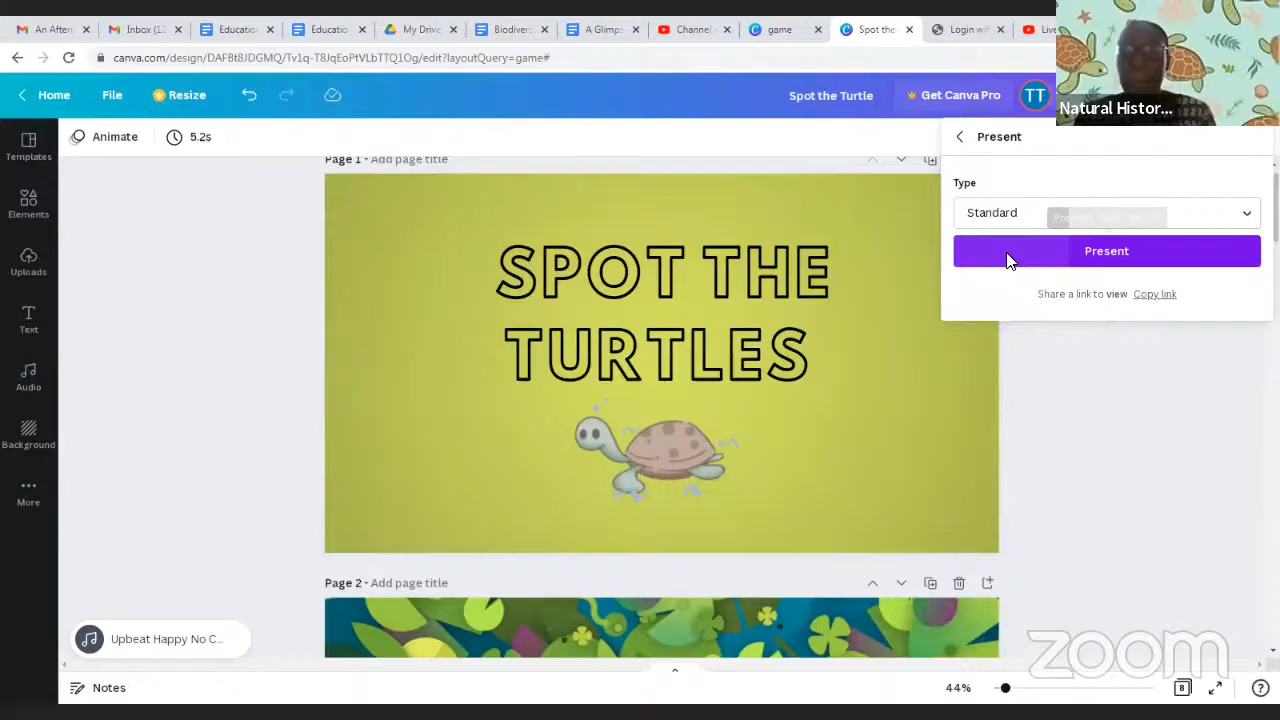 An After
Inbox (1,2
Education
Education
My Drive
Biodivers
A Glimps
Channel
game
Spot the
Login wit
Live
canva.com/design/DAFBt8JDGMQ/Tv1q-T8JqEoPtVLbTTQ1Og/edit?layoutQuery=game#
Home
File
Resize
Spot the Turtle
Get Canva Pro
TT
Natural Histor...
Animate
5.2s
Present
Page 1 - Add page title
Templates
Elements
Uploads
Text
Audio
Background
More
Type
Standard
Present
Share a link to view Copy link
SPOT THE
TURTLES
Page 2 - Add page title
Upbeat Happy No C...
zoom
Notes
44%
8
?